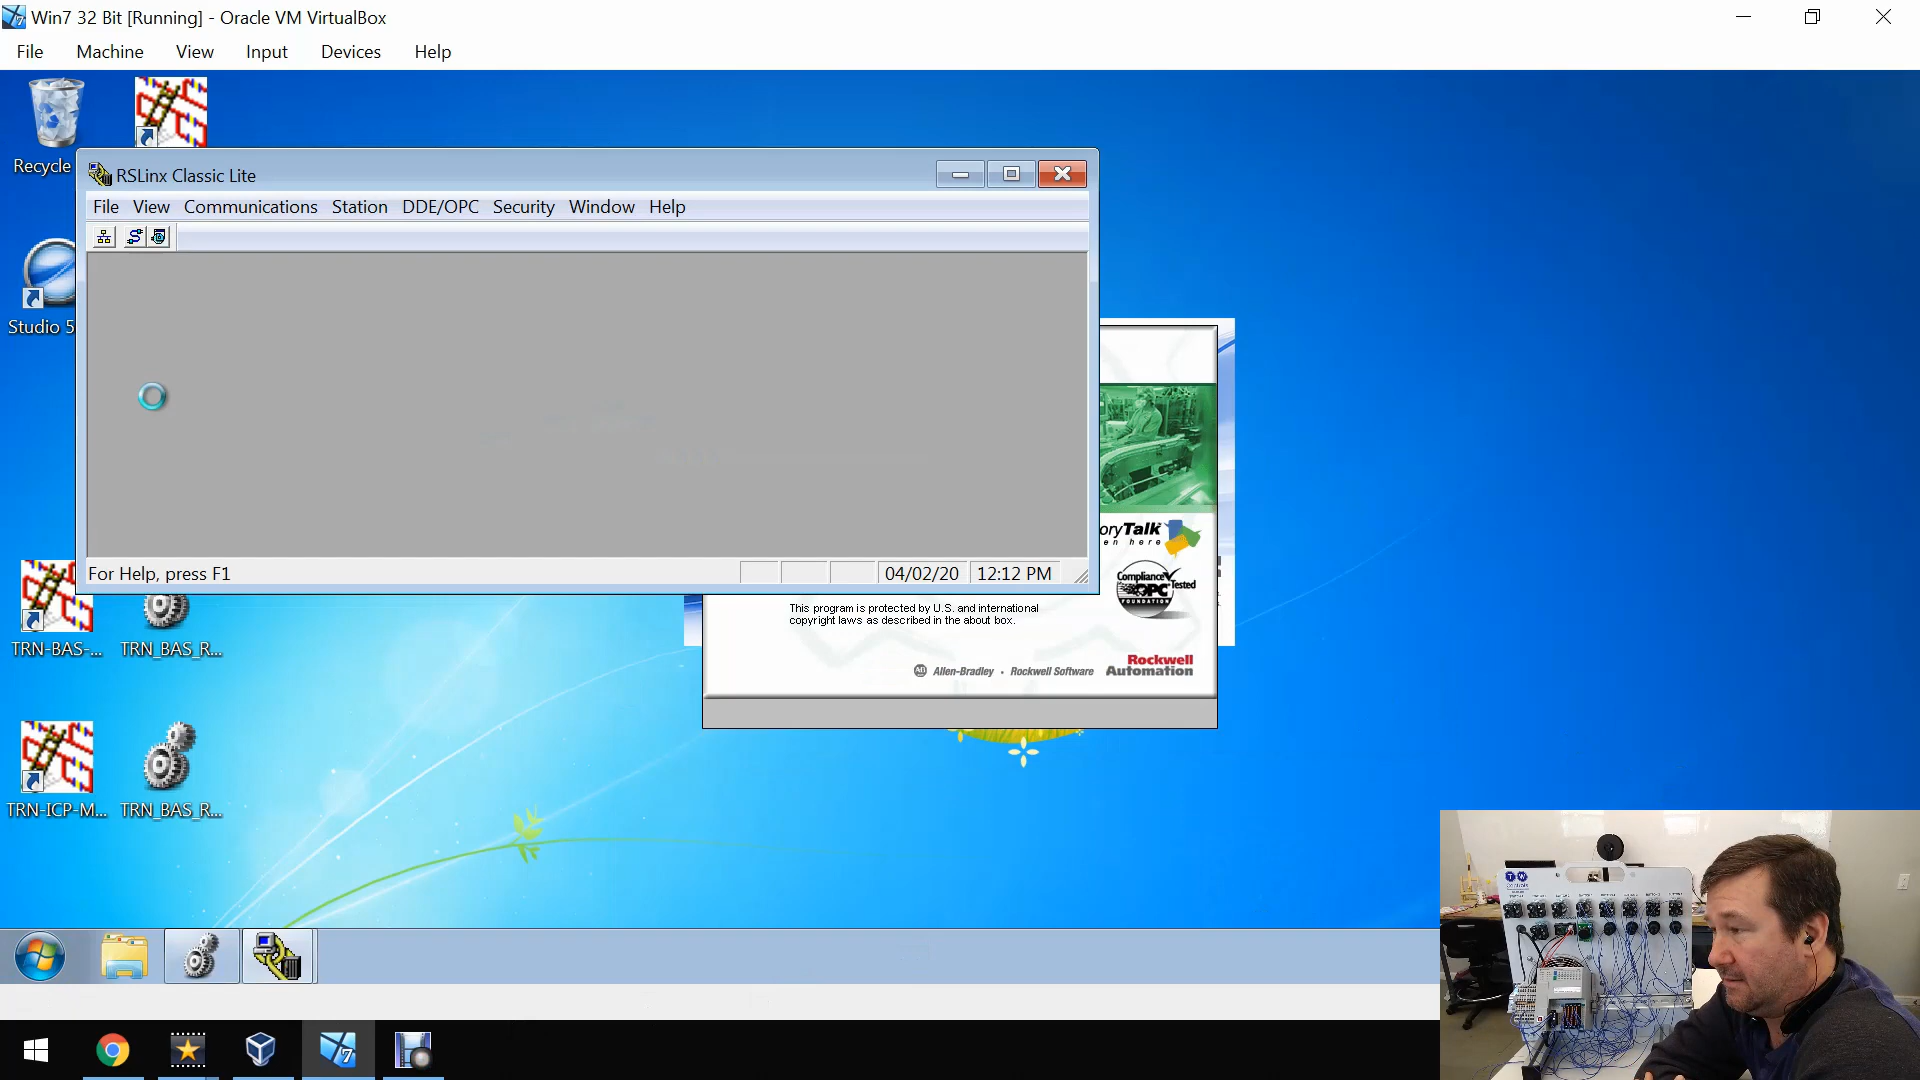 Win7 32 Bit [Running] - Oracle VM VirtualBox
File Machine View Input Devices Help
Recycle
RSLinx Classic Lite
File View Communications Station DDE/OPC Security Window Help
Studio 5
oryTalk
en here
Compliance Tested
OPC
FOUNDATION
For Help, press F1
04/02/20
12:12 PM
This program is protected by U.S. and international
copyright laws as described in the about box.
Allen-Bradley • Rockwell Software
Rockwell
Automation
TRN-BAS-...
TRN_BAS_R...
TRN-ICP-M...
TRN_BAS_R...